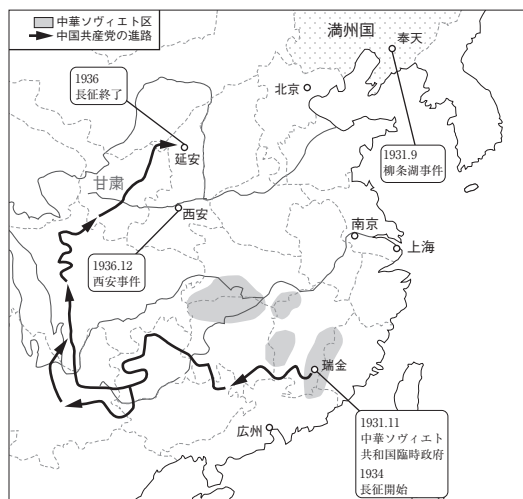 中華ソヴィエト区
中国共産党の進路
満州国
奉天
1936
長征終了
北京
延安
1931.9
柳条湖事件
甘粛
西安
南京
上海
1936.12
西安事件
瑞金
広州
1931.11
中華ソヴィエト
共和国臨時政府
1934
長征開始